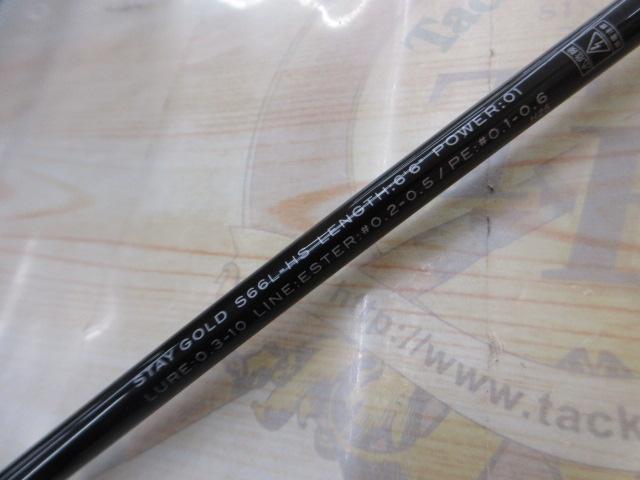 STAY GOLD S66L-HS LENGTH:6'6" POWER:01
LURE:0.3-10 LINE:ESTER:#0.2-0.5 / PE:#0.1-0.6
http://www.tack